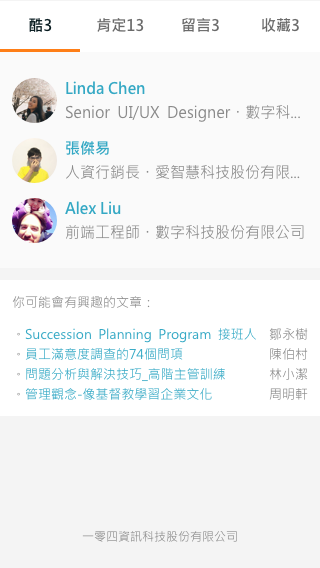 酷3 肯定13 留言3 收藏3
Linda Chen
Senior UI/UX Designer．數字科...
張傑易
人資行銷長．愛智慧科技股份有限...
Alex Liu
前端工程師．數字科技股份有限公司
你可能會有興趣的文章：
．Succession Planning Program 接班人 鄒永樹
．員工滿意度調查的74個問項 陳伯村
．問題分析與解決技巧_高階主管訓練 林小潔
．管理觀念-像基督教學習企業文化 周明軒
一零四資訊科技股份有限公司